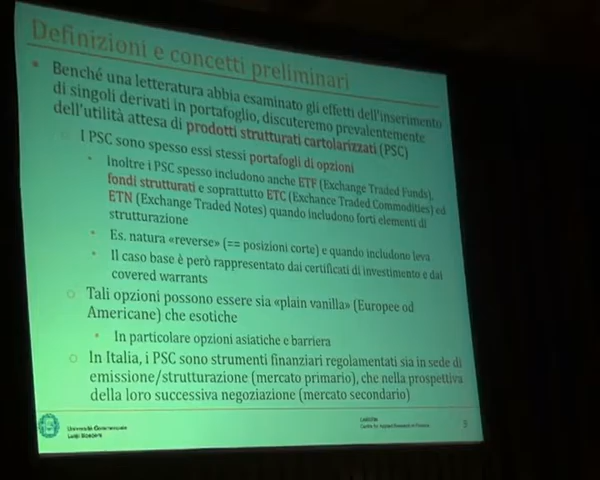 Definizioni e concetti preliminari
Benché una letteratura abbia esaminato gli effetti dell'inserimento
di singoli derivati in portafoglio, discuteremo prevalentemente
dell'utilità attesa di prodotti strutturati cartolarizzati (PSC)
I PSC sono spesso essi stessi portafogli di opzioni
Inoltre i PSC spesso includono anche ETF (Exchange Traded Funds),
fondi strutturati e soprattutto ETC (Exchance Traded Commodities) ed
ETN (Exchange Traded Notes) quando includono forti elementi di
strutturazione
Es. natura «reverse» (== posizioni corte) e quando includono leva
Il caso base è però rappresentato dai certificati di investimento e dai
covered warrants
Tali opzioni possono essere sia «plain vanilla» (Europee od
Americane) che esotiche
In particolare opzioni asiatiche e barriera
In Italia, i PSC sono strumenti finanziari regolamentati sia in sede di
emissione/strutturazione (mercato primario), che nella prospettiva
della loro successiva negoziazione (mercato secondario)
Università Commerciale
Luigi Bocconi
Centre for Applied Research in Finance